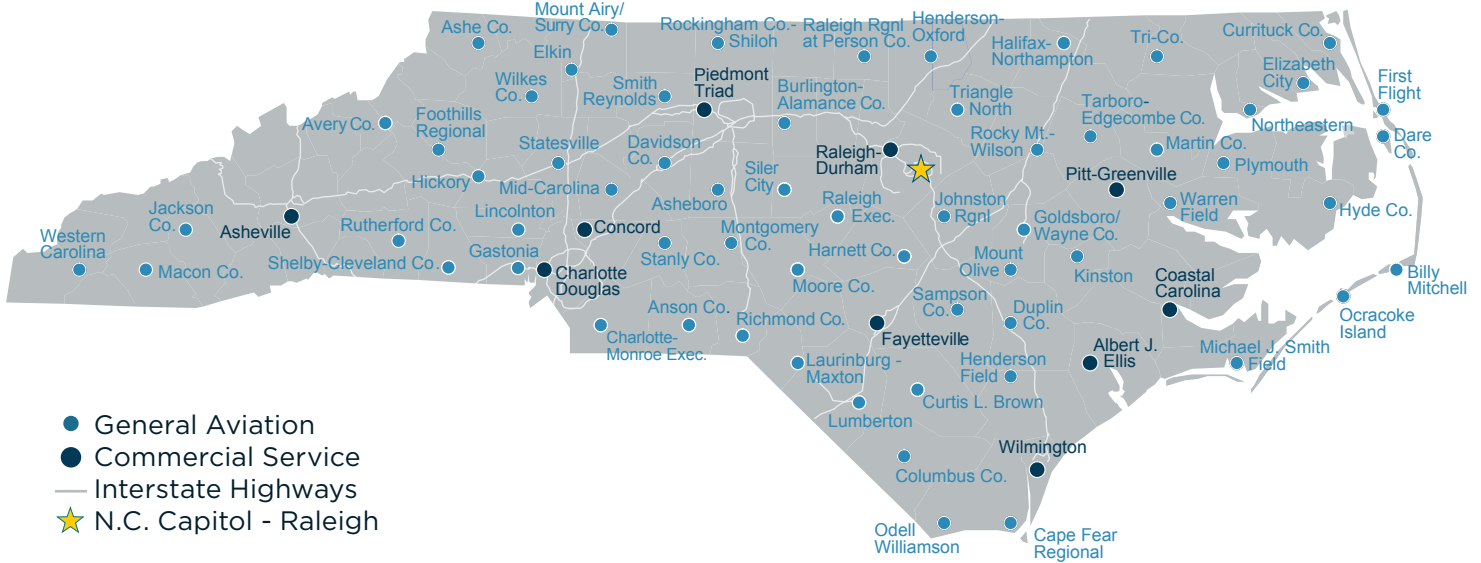 Mount Airy/
Surry Co.
Ashe Co.
Elkin
Rockingham Co.-
Shiloh
Raleigh Rgnl
at Person Co.
Henderson-
Oxford
Halifax-
Northampton
Tri-Co.
Currituck Co.
Elizabeth
City
First
Flight
Wilkes
Co.
Smith
Reynolds
Piedmont
Triad
Burlington-
Alamance Co.
Triangle
North
Tarboro-
Edgecombe Co.
Northeastern
Dare
Co.
Avery Co.
Foothills
Regional
Statesville
Davidson
Co.
Raleigh-
Durham
Rocky Mt.-
Wilson
Martin Co.
Plymouth
Hickory
Mid-Carolina
Asheboro
Siler
City
Pitt-Greenville
Jackson
Co.
Asheville
Rutherford Co.
Lincolnton
Concord
Montgomery
Co.
Raleigh
Exec.
Johnston
Rgnl
Goldsboro/
Wayne Co.
Warren
Field
Hyde Co.
Western
Carolina
Macon Co.
Shelby-Cleveland Co.
Gastonia
Charlotte
Douglas
Stanly Co.
Moore Co.
Harnett Co.
Mount
Olive
Kinston
Coastal
Carolina
Billy
Mitchell
Ocracoke
Island
Charlotte-
Monroe Exec.
Anson Co.
Richmond Co.
Fayetteville
Sampson
Co.
Duplin
Co.
Albert J.
Ellis
Michael J. Smith
Field
Laurinburg -
Maxton
Henderson
Field
Lumberton
Curtis L. Brown
Columbus Co.
Wilmington
Odell
Williamson
Cape Fear
Regional
General Aviation
Commercial Service
Interstate Highways
N.C. Capitol - Raleigh